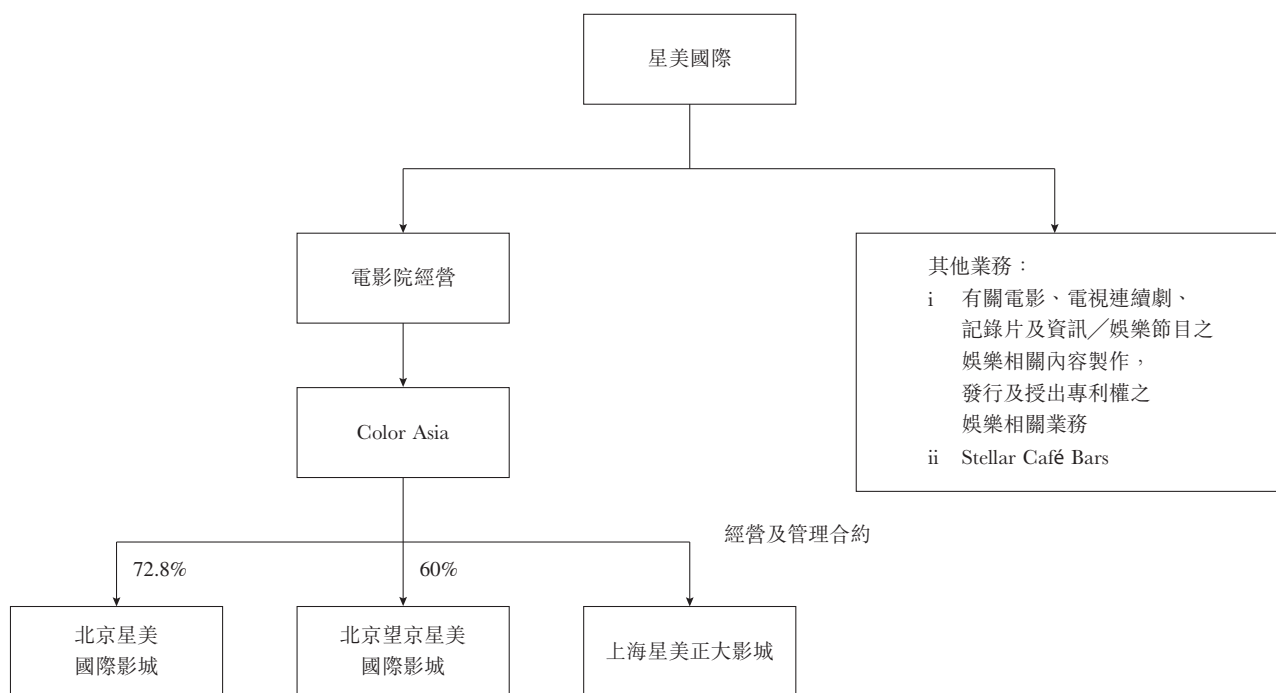 星美國際
電影院經營
其他業務：
i 有關電影、電視連續劇、
記錄片及資訊／娛樂節目之
娛樂相關內容製作，
發行及授出專利權之
娛樂相關業務
ii Stellar Café Bars
Color Asia
經營及管理合約
72.8%
60%
北京星美
國際影城
北京望京星美
國際影城
上海星美正大影城